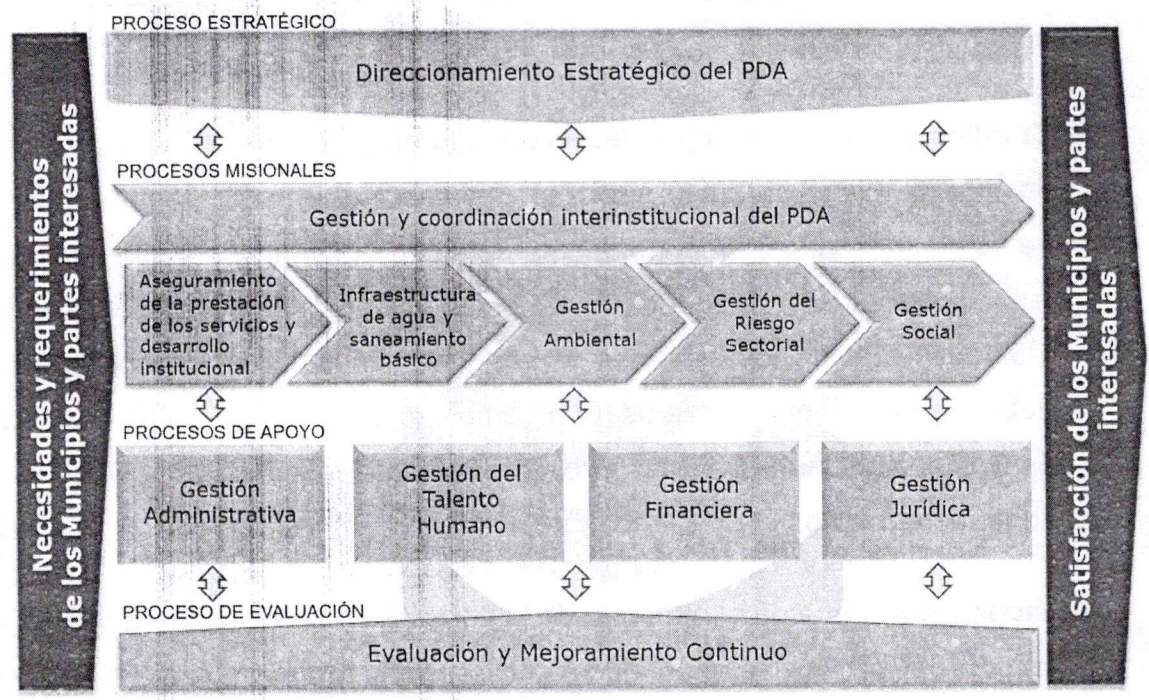 PROCESO ESTRATÉGICO
Direccionamiento Estratégico del PDA
Necesidades y requerimientos
de los Municipios y partes interesadas
PROCESOS MISIONALES
Gestión y coordinación interinstitucional del PDA
Aseguramiento
de la prestación
de los servicios y
desarrollo
institucional
Infraestructura
de agua y
saneamiento
básico
Gestión
Ambiental
Gestión del
Riesgo
Sectorial
Gestión
Social
PROCESOS DE APOYO
Gestión
Administrativa
Gestión del
Talento
Humano
Gestión
Financiera
Gestión
Jurídica
PROCESO DE EVALUACIÓN
Evaluación y Mejoramiento Continuo
Satisfacción de los Municipios y partes
interesadas